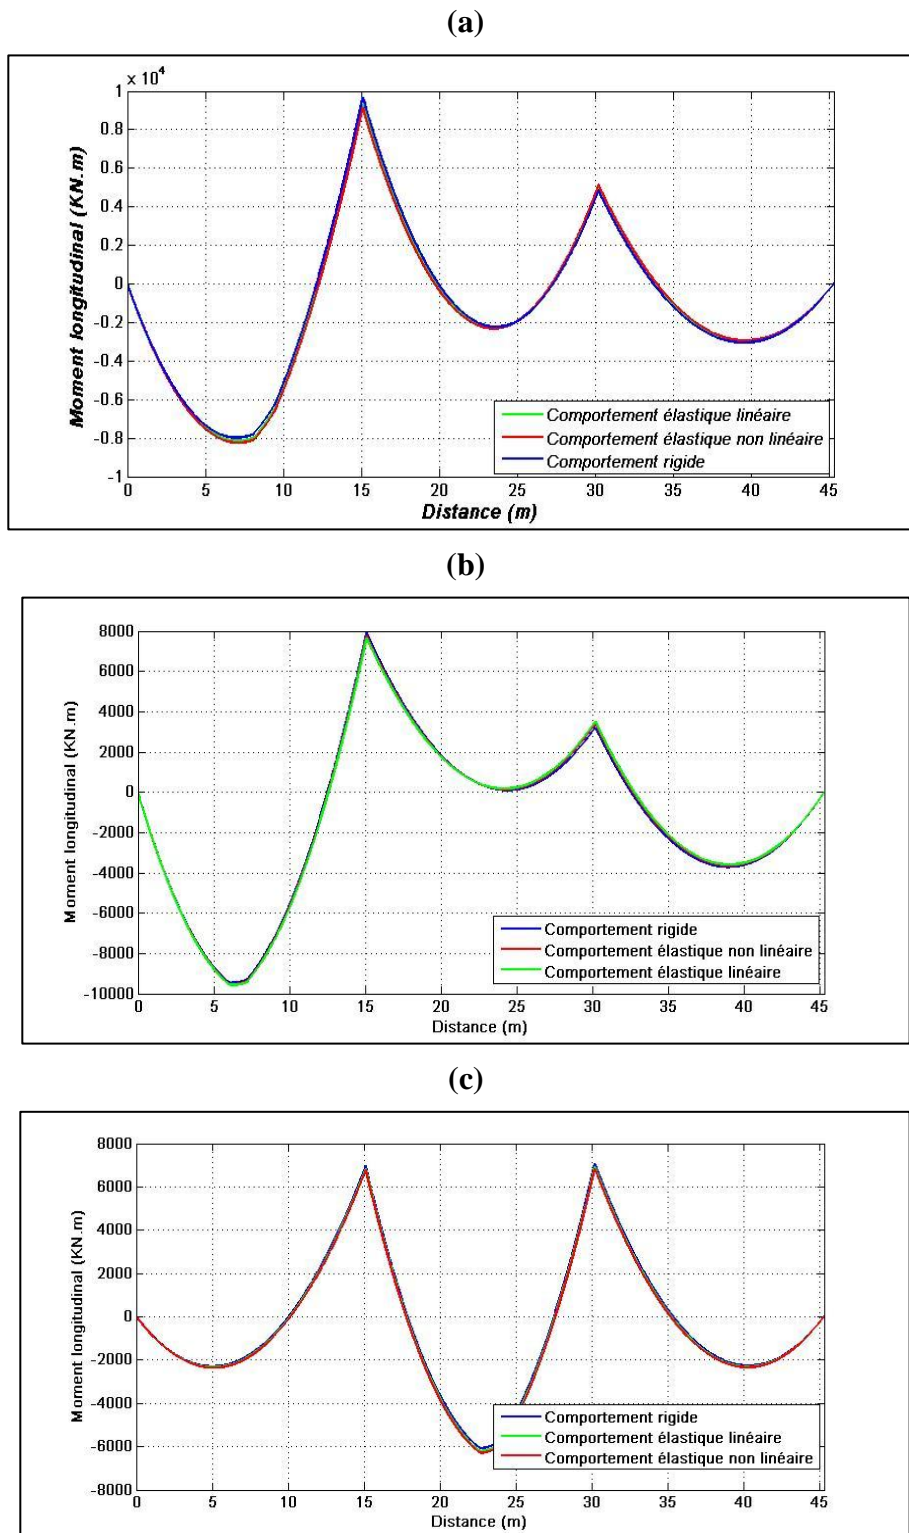 (a)
x 10⁴
1
0.8
0.6
0.4
0.2
0
-0.2
-0.4
-0.6
-0.8
-1
0 5 10 15 20 25 30 35 40 45
Moment longitudinal (KN.m)
Distance (m)
Comportement élastique linéaire
Comportement élastique non linéaire
Comportement rigide
(b)
8000
6000
4000
2000
0
-2000
-4000
-6000
-8000
-10000
0 5 10 15 20 25 30 35 40 45
Moment longitudinal (KN.m)
Distance (m)
Comportement rigide
Comportement élastique non linéaire
Comportement élastique linéaire
(c)
8000
6000
4000
2000
0
-2000
-4000
-6000
-8000
0 5 10 15 20 25 30 35 40 45
Moment longitudinal (KN.m)
Distance (m)
Comportement rigide
Comportement élastique linéaire
Comportement élastique non linéaire